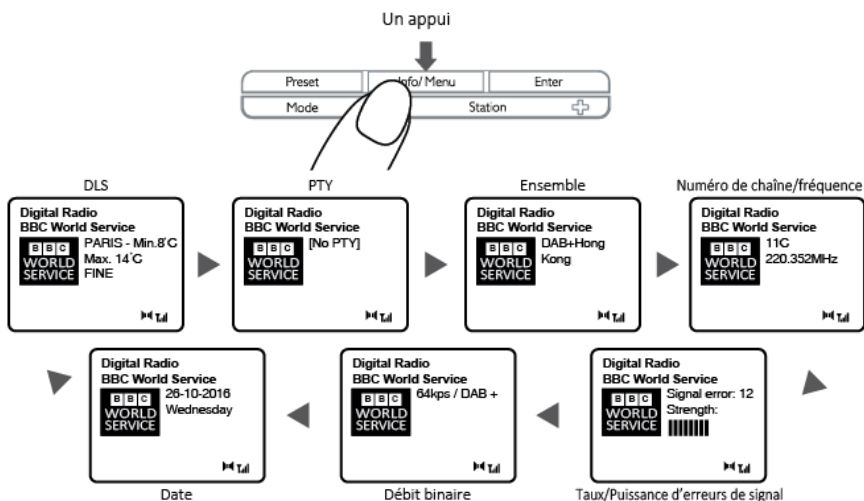 Un appui
Preset
Info/ Menu
Enter
Mode
Station
DLS
Digital Radio
BBC World Service
BBC
WORLD
SERVICE
PARIS - Min.8°C
Max. 14°C
FINE
PTY
Digital Radio
BBC World Service
BBC
WORLD
SERVICE
[No PTY]
Ensemble
Digital Radio
BBC World Service
BBC
WORLD
SERVICE
DAB+Hong
Kong
Numéro de chaîne/fréquence
Digital Radio
BBC World Service
BBC
WORLD
SERVICE
11C
220.352MHz
Digital Radio
BBC World Service
BBC
WORLD
SERVICE
Signal error: 12
Strength:
Taux/Puissance d'erreurs de signal
Digital Radio
BBC World Service
BBC
WORLD
SERVICE
64kps / DAB +
Débit binaire
Digital Radio
BBC World Service
BBC
WORLD
SERVICE
26-10-2016
Wednesday
Date